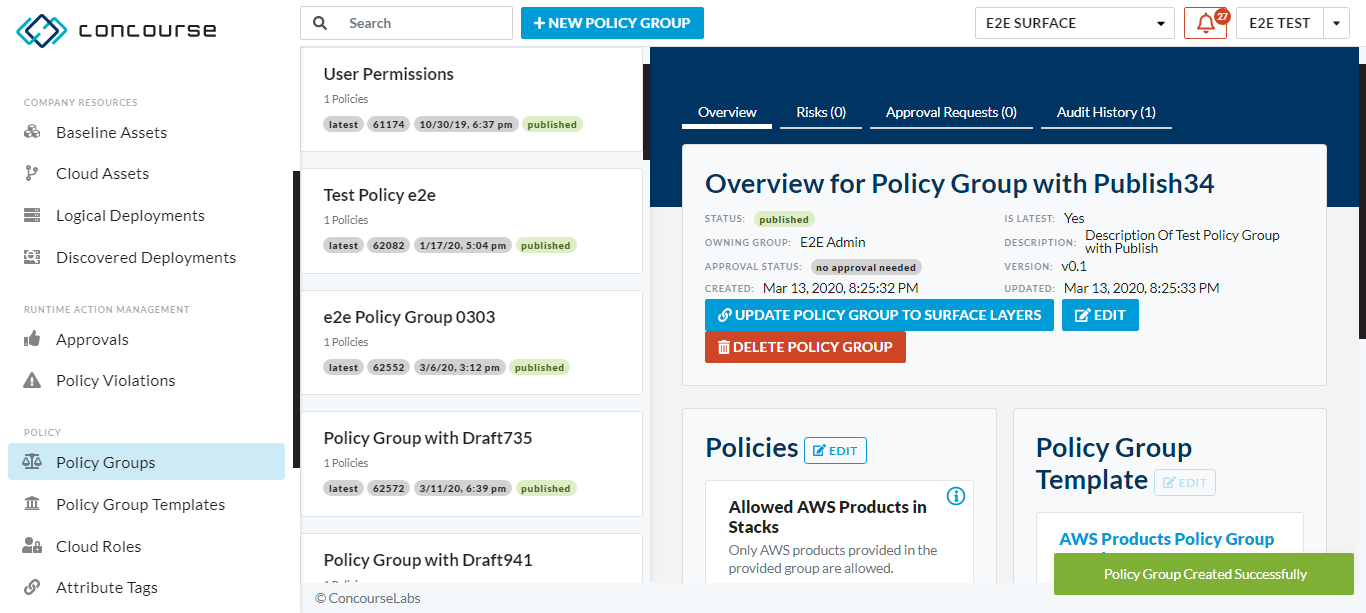 concourse
Search
NEW POLICY GROUP
E2E SURFACE
27
E2E TEST
COMPANY RESOURCES
Baseline Assets
Cloud Assets
Logical Deployments
Discovered Deployments
RUNTIME ACTION MANAGEMENT
Approvals
Policy Violations
POLICY
Policy Groups
Policy Group Templates
Cloud Roles
Attribute Tags
User Permissions
1 Policies
latest 61174 10/30/19, 6:37 pm published
Test Policy e2e
1 Policies
latest 62082 1/17/20, 5:04 pm published
e2e Policy Group 0303
1 Policies
latest 62552 3/6/20, 3:12 pm published
Policy Group with Draft735
1 Policies
latest 62572 3/11/20, 6:39 pm published
Policy Group with Draft941
Overview Risks (0) Approval Requests (0) Audit History (1)
Overview for Policy Group with Publish34
STATUS: published
OWNING GROUP: E2E Admin
APPROVAL STATUS: no approval needed
CREATED: Mar 13, 2020, 8:25:32 PM
IS LATEST: Yes
DESCRIPTION: Description Of Test Policy Group
with Publish
VERSION: v0.1
UPDATED: Mar 13, 2020, 8:25:33 PM
UPDATE POLICY GROUP TO SURFACE LAYERS EDIT
DELETE POLICY GROUP
Policies EDIT
Allowed AWS Products in
Stacks
Only AWS products provided in the
provided group are allowed.
Policy Group
Template EDIT
AWS Products Policy Group
Policy Group Created Successfully
© ConcourseLabs